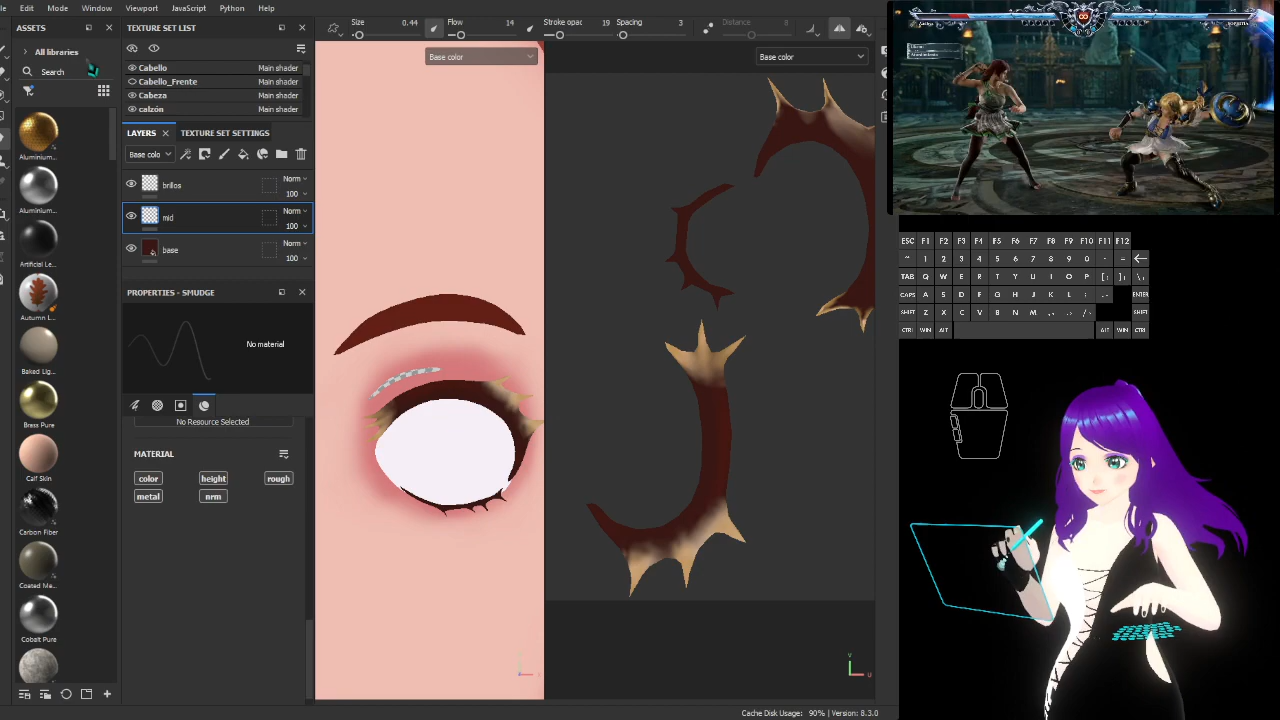 Edit Mode Window Viewport JavaScript Python Help
ASSETS
All libraries
Search
Aluminium...
Aluminium...
Artificial Le...
Autumn L...
Baked Lig...
Brass Pure
Calf Skin
Carbon Fiber
Coated Ma...
Cobalt Pure
TEXTURE SET LIST
Cabello Main shader
Cabello_Frente Main shader
Cabeza Main shader
calzón Main shader
LAYERS TEXTURE SET SETTINGS
Base colo
brillos Norm
100
mid Norm
100
base Norm
100
PROPERTIES - SMUDGE
No material
No Resource Selected
MATERIAL
color height rough
metal nrm
Size 0.44 Flow 14 Stroke opac 19 Spacing 3 Distance 8
Base color
Base color
Cache Disk Usage: 90% | Version: 8.3.0
ESC F1 F2 F3 F4 F5 F6 F7 F8 F9 F10 F11 F12
~ 1 2 3 4 5 6 7 8 9 0 - =
TAB Q W E R T Y U I O P [ ; ] ; \
CAPS A S D F G H J K L
ENTER
SHIFT Z X C V B N M SHIFT
CTRL WIN ALT ALT WIN CTRL